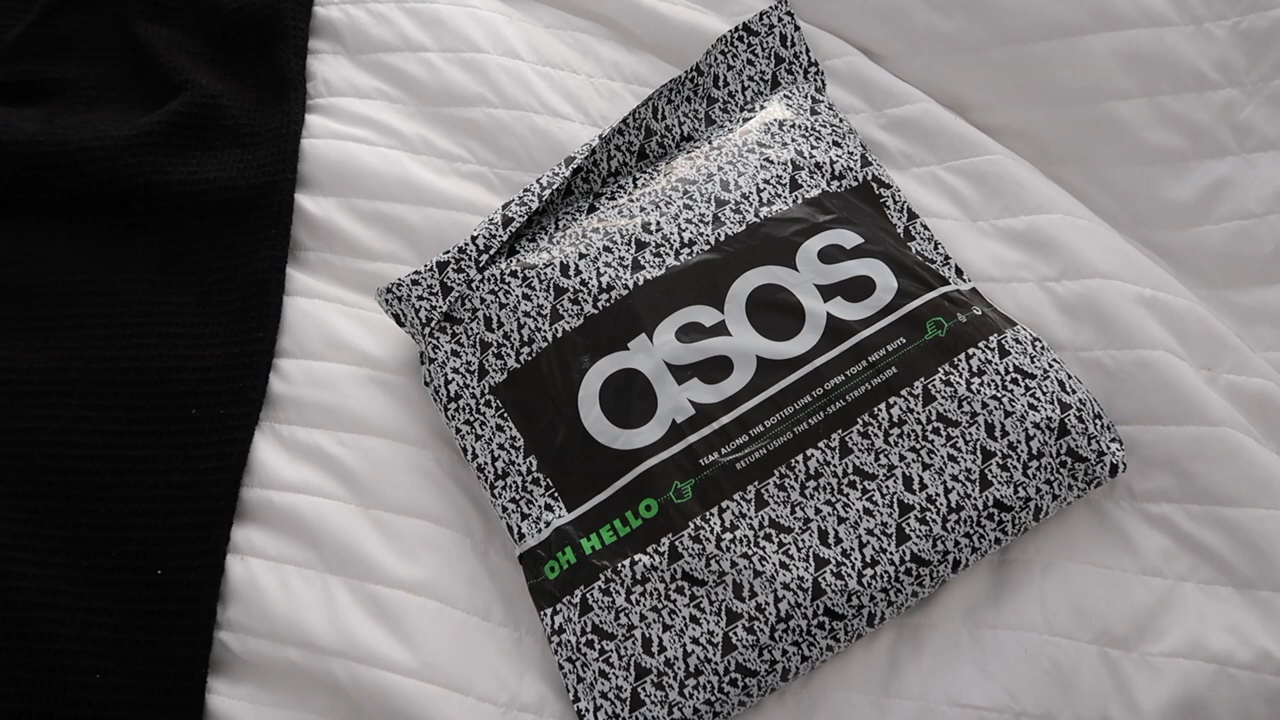 asos
TEAR ALONG THE DOTTED LINE TO OPEN YOUR NEW BUYS
RETURN USING THE SELF-SEAL STRIPS INSIDE
OH HELLO